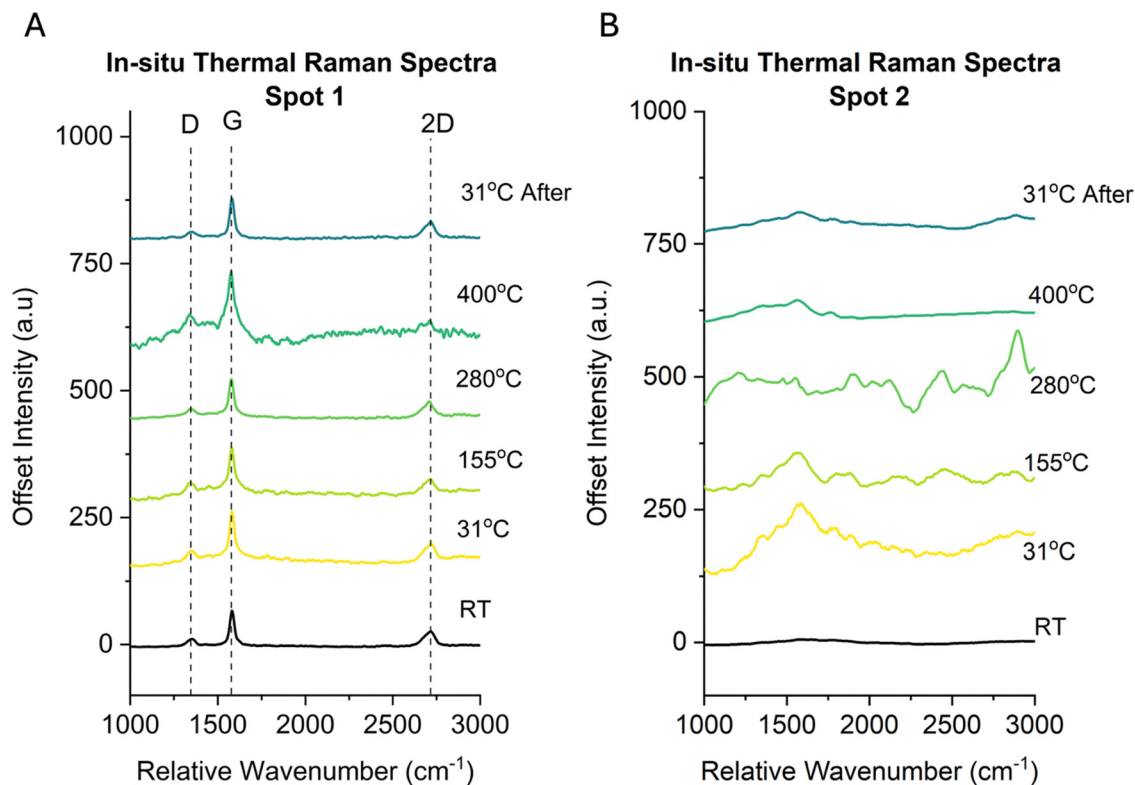 A
In-situ Thermal Raman Spectra
Spot 1
D
G
2D
1000
750
500
250
0
31°C After
400°C
280°C
155°C
31°C
RT
Offset Intensity (a.u)
1000
1500
2000
2500
3000
Relative Wavenumber (cm⁻¹)
B
In-situ Thermal Raman Spectra
Spot 2
1000
750
500
250
0
31°C After
400°C
280°C
155°C
31°C
RT
Offset Intensity (a.u.)
1000
1500
2000
2500
3000
Relative Wavenumber (cm⁻¹)